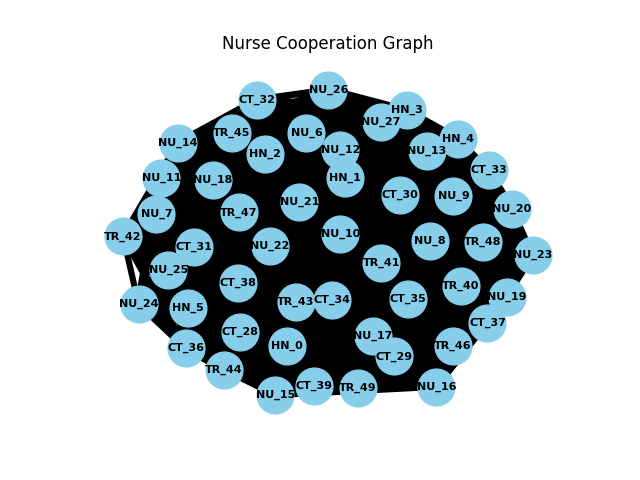 Nurse Cooperation Graph
NU_26
CT_32
HN_3
NU_27
TR_45
NU_6
HN_4
NU_14
NU_12
NU_13
HN_2
CT_33
NU_11
NU_18
HN_1
CT_30
NU_9
NU_21
NU_20
NU_7
TR_47
TR_42
NU_10
NU_8
TR_48
CT_31
NU_22
NU_23
NU_25
TR_41
CT_38
TR_40
NU_24
HN_5
TR_43
CT_34
CT_35
NU_19
CT_37
CT_28
NU_17
CT_36
HN_0
TR_46
CT_29
TR_44
NU_15
CT_39
TR_49
NU_16